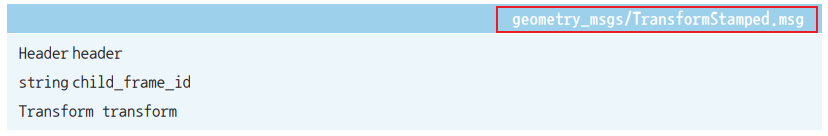 geometry_msgs/TransformStamped.msg
Header header
string child_frame_id
Transform transform